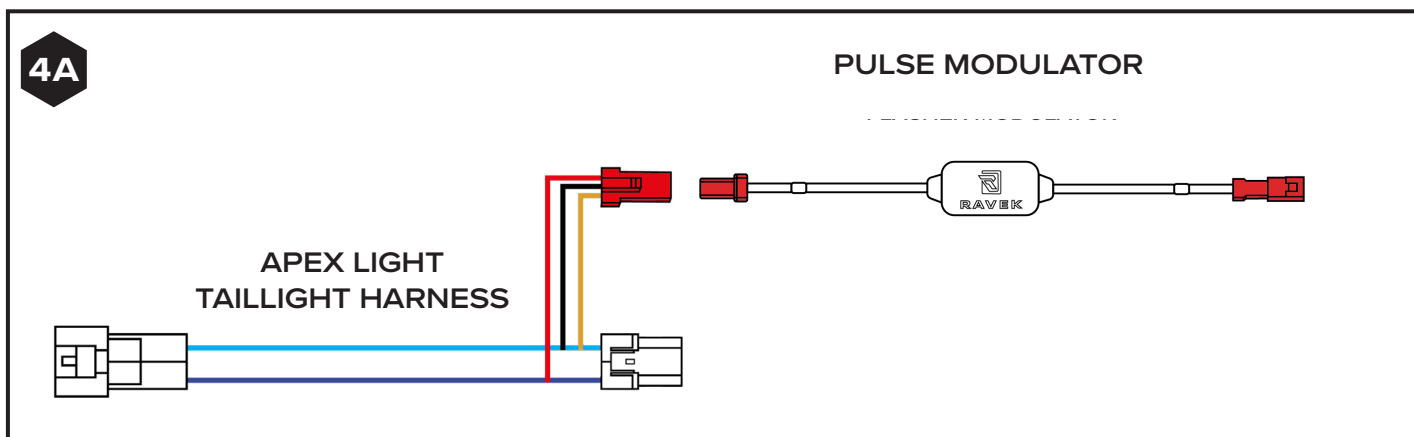 4A
PULSE MODULATOR
RAVEK
APEX LIGHT
TAILLIGHT HARNESS